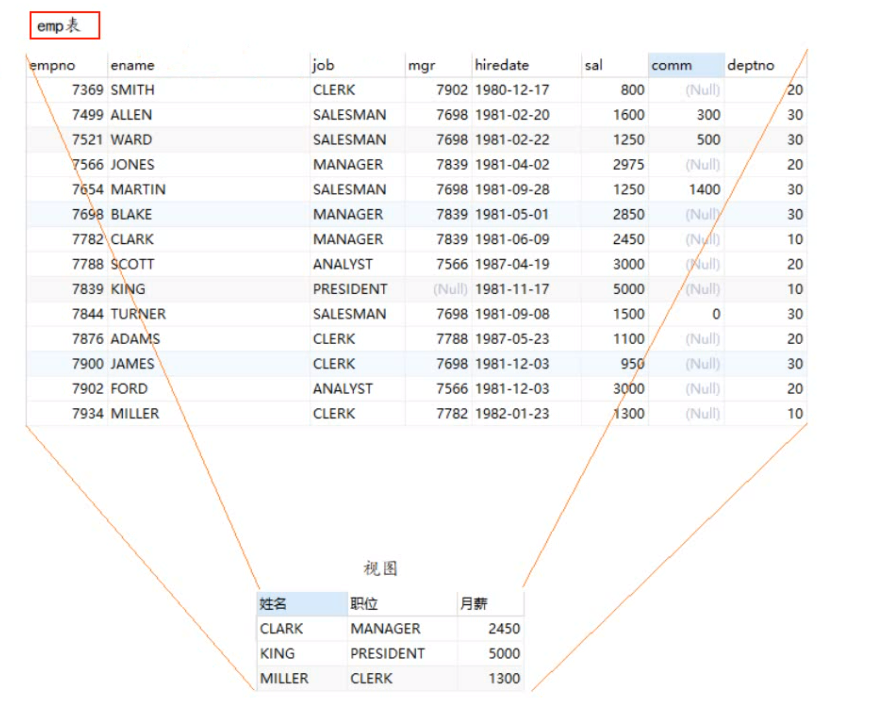 emp表
empno ename job mgr hiredate sal comm deptno
7369 SMITH CLERK 7902 1980-12-17 800 (Null) 20
7499 ALLEN SALESMAN 7698 1981-02-20 1600 300 30
7521 WARD SALESMAN 7698 1981-02-22 1250 500 30
7566 JONES MANAGER 7839 1981-04-02 2975 (Null) 20
7654 MARTIN SALESMAN 7698 1981-09-28 1250 1400 30
7698 BLAKE MANAGER 7839 1981-05-01 2850 (Null) 30
7782 CLARK MANAGER 7839 1981-06-09 2450 (Null) 10
7788 SCOTT ANALYST 7566 1987-04-19 3000 (Null) 20
7839 KING PRESIDENT (Null) 1981-11-17 5000 (Null) 10
7844 TURNER SALESMAN 7698 1981-09-08 1500 0 30
7876 ADAMS CLERK 7788 1987-05-23 1100 (Null) 20
7900 JAMES CLERK 7698 1981-12-03 950 (Null) 30
7902 FORD ANALYST 7566 1981-12-03 3000 (Null) 20
7934 MILLER CLERK 7782 1982-01-23 1300 (Null) 10
视图
姓名 职位 月薪
CLARK MANAGER 2450
KING PRESIDENT 5000
MILLER CLERK 1300